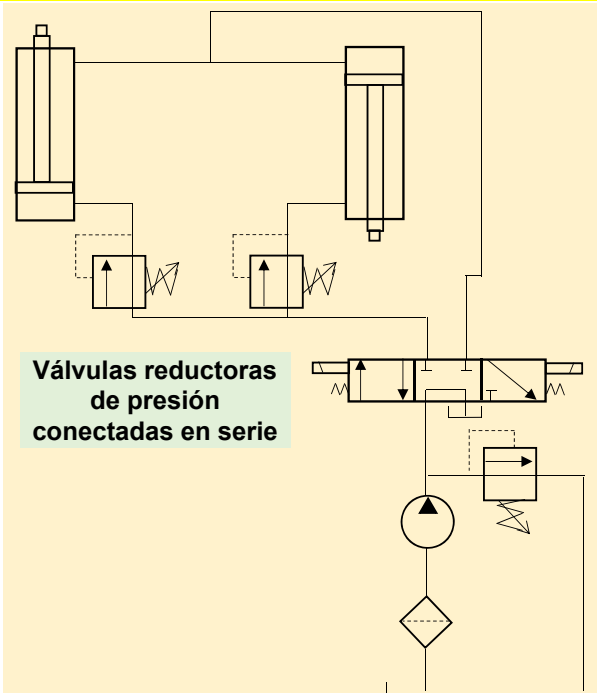 Válvulas reductoras
de presión
conectadas en serie